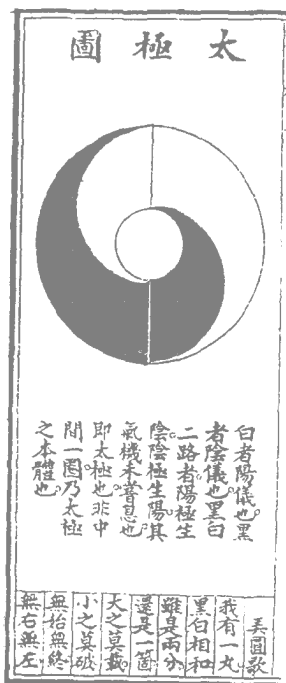 太極圖
白者陽儀也黑
者陰儀也黑白
二路者陽極生
陰陰極生陽其
氣機未嘗息也
即太極也非中
間一圈乃太極
之本體也
弄圓歌
我有一丸
黑白相和
雖是兩分
還是一箇
大之莫載
小之莫破
無始無終
無右無左